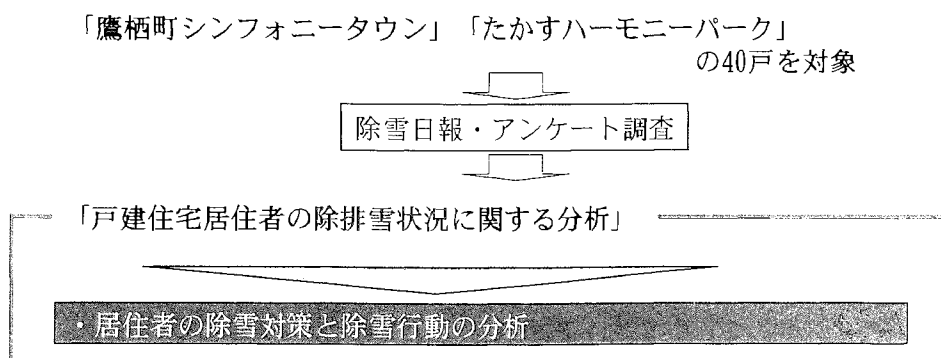 「鷹栖町シンフォニータウン」「たかすハーモニーパーク」
の40戸を対象
除雪日報・アンケート調査
「戸建住宅居住者の除排雪状況に関する分析」
・居住者の除雪対策と除雪行動の分析